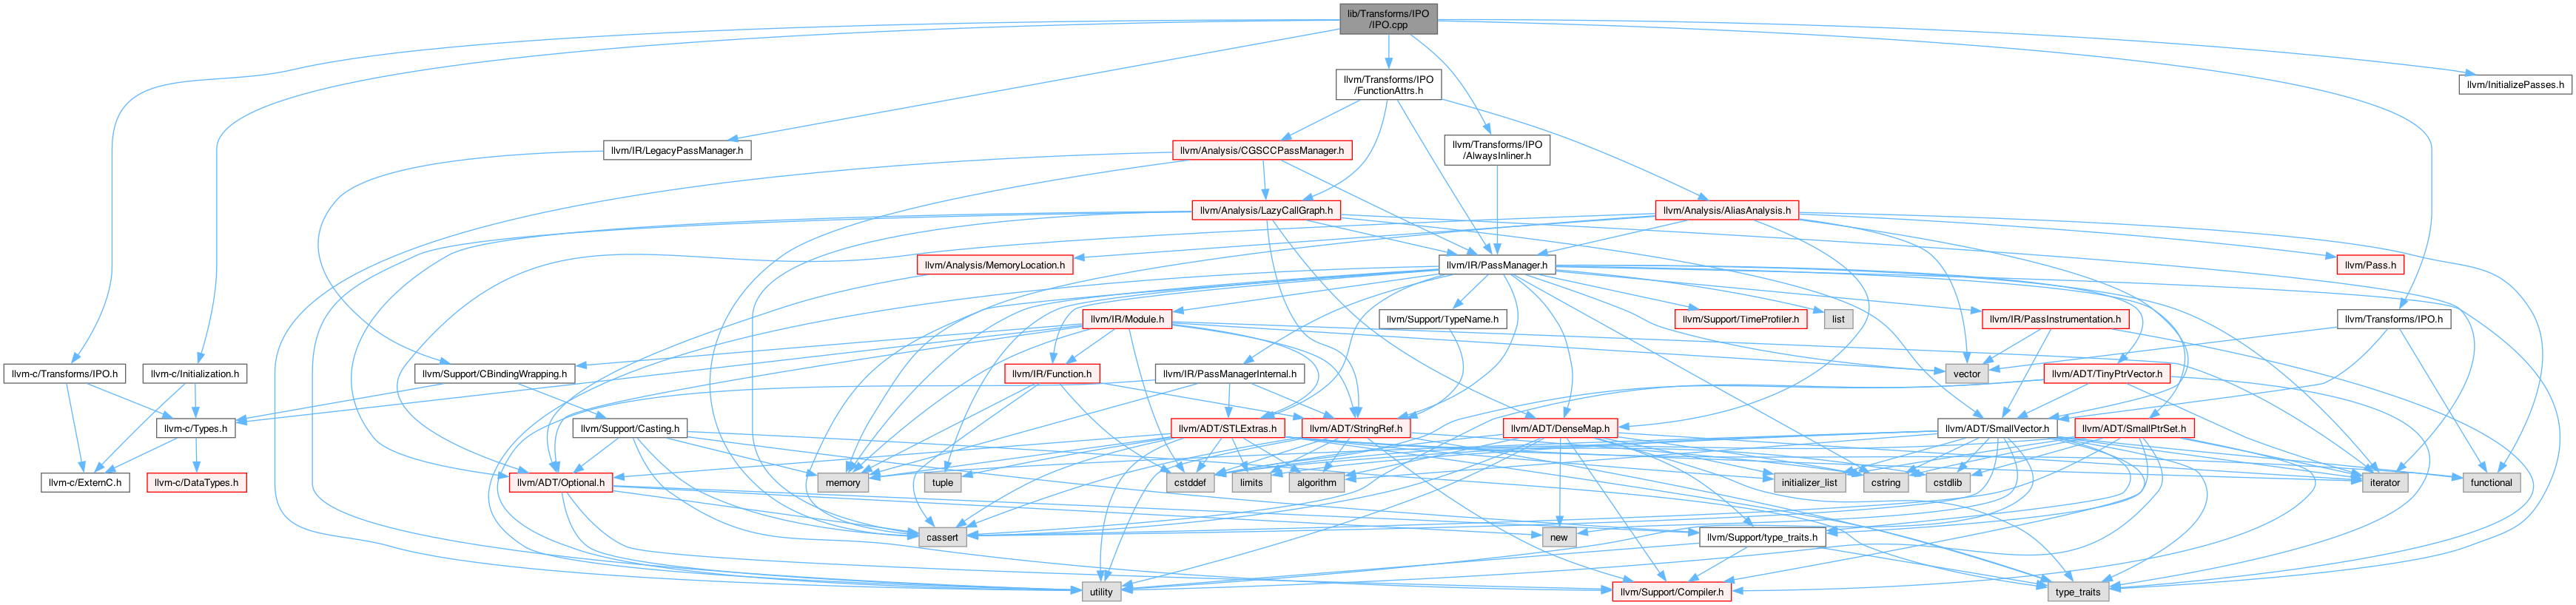 lib/Transforms/IPO
/IPO.cpp
llvm/Transforms/IPO
/FunctionAttrs.h
llvm/InitializePasses.h
llvm/IR/LegacyPassManager.h
llvm/Analysis/CGSCCPassManager.h
llvm/Transforms/IPO
/AlwaysInliner.h
llvm/Analysis/LazyCallGraph.h
llvm/Analysis/AliasAnalysis.h
llvm/Analysis/MemoryLocation.h
llvm/IR/PassManager.h
llvm/Pass.h
llvm/IR/Module.h
llvm/Support/TypeName.h
llvm/Support/TimeProfiler.h
list
llvm/IR/PassInstrumentation.h
llvm/Transforms/IPO.h
llvm-c/Transforms/IPO.h
llvm-c/Initialization.h
llvm/Support/CBindingWrapping.h
llvm/IR/Function.h
llvm/IR/PassManagerInternal.h
vector
llvm/ADT/TinyPtrVector.h
llvm-c/Types.h
llvm/Support/Casting.h
llvm/ADT/STLExtras.h
llvm/ADT/StringRef.h
llvm/ADT/DenseMap.h
llvm/ADT/SmallVector.h
llvm/ADT/SmallPtrSet.h
llvm-c/ExternC.h
llvm-c/DataTypes.h
llvm/ADT/Optional.h
memory
tuple
cstddef
limits
algorithm
initializer_list
cstring
cstdlib
iterator
functional
cassert
new
llvm/Support/type_traits.h
utility
llvm/Support/Compiler.h
type_traits